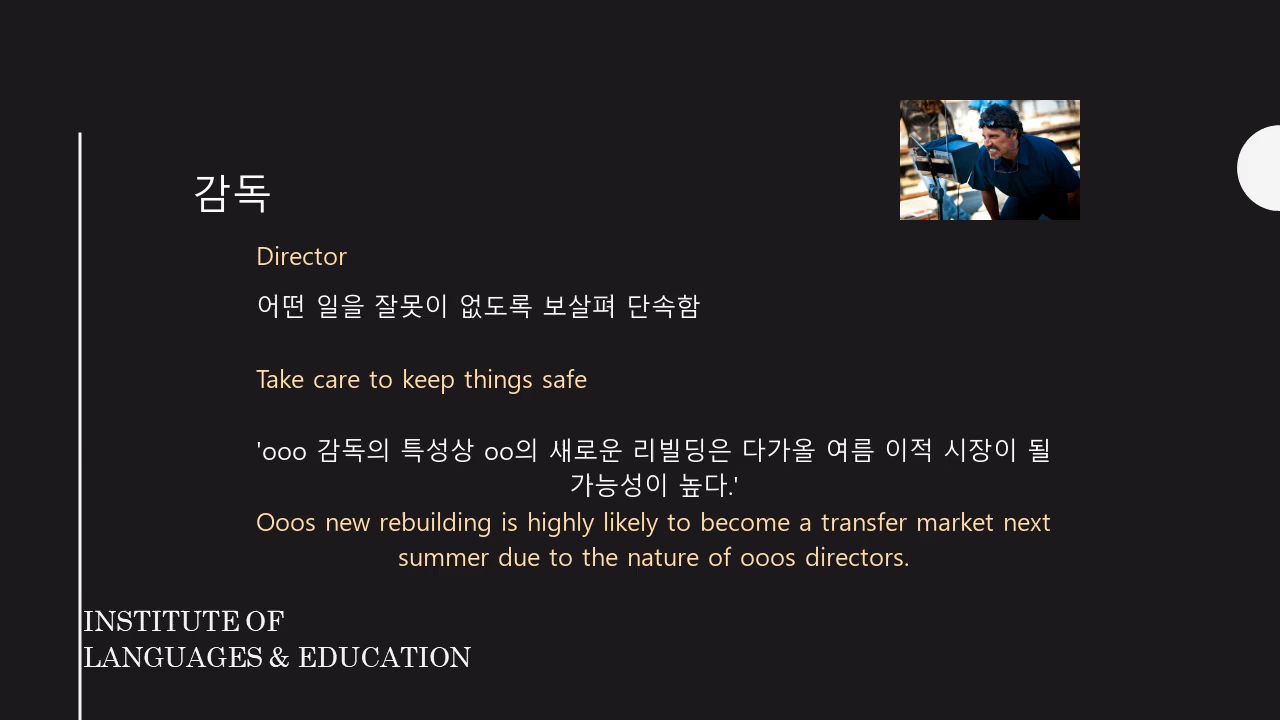 감독
Director
어떤 일을 잘못이 없도록 보살펴 단속함
Take care to keep things safe
'ooo 감독의 특성상 oo의 새로운 리빌딩은 다가올 여름 이적 시장이 될
가능성이 높다.'
Ooos new rebuilding is highly likely to become a transfer market next
summer due to the nature of ooos directors.
INSTITUTE OF
LANGUAGES & EDUCATION